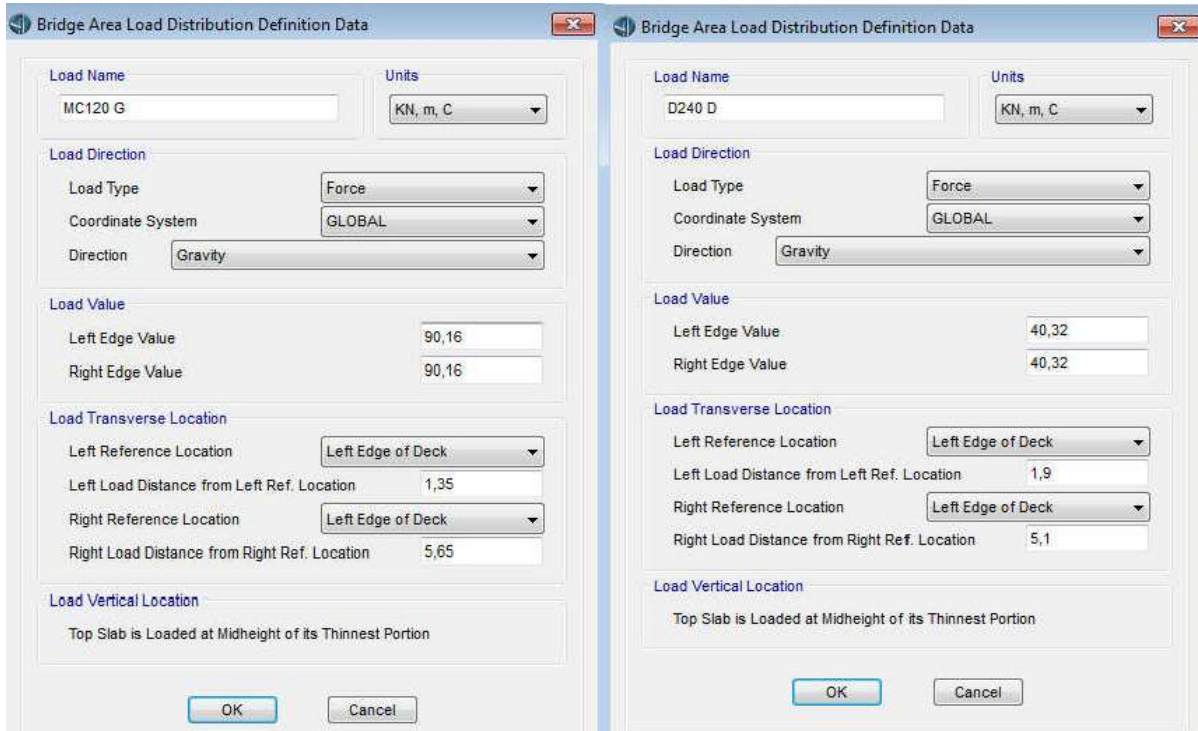 Bridge Area Load Distribution Definition Data
Load Name
Units
MC120 G
KN, m, C
Load Direction
Load Type
Force
Coordinate System
GLOBAL
Direction
Gravity
Load Value
Left Edge Value
90,16
Right Edge Value
90,16
Load Transverse Location
Left Reference Location
Left Edge of Deck
Left Load Distance from Left Ref. Location
1,35
Right Reference Location
Left Edge of Deck
Right Load Distance from Right Ref. Location
5,65
Load Vertical Location
Top Slab is Loaded at Midheight of its Thinnest Portion
OK
Cancel
Bridge Area Load Distribution Definition Data
Load Name
Units
D240 D
KN, m, C
Load Direction
Load Type
Force
Coordinate System
GLOBAL
Direction
Gravity
Load Value
Left Edge Value
40,32
Right Edge Value
40,32
Load Transverse Location
Left Reference Location
Left Edge of Deck
Left Load Distance from Left Ref. Location
1,9
Right Reference Location
Left Edge of Deck
Right Load Distance from Right Ref. Location
5,1
Load Vertical Location
Top Slab is Loaded at Midheight of its Thinnest Portion
OK
Cancel